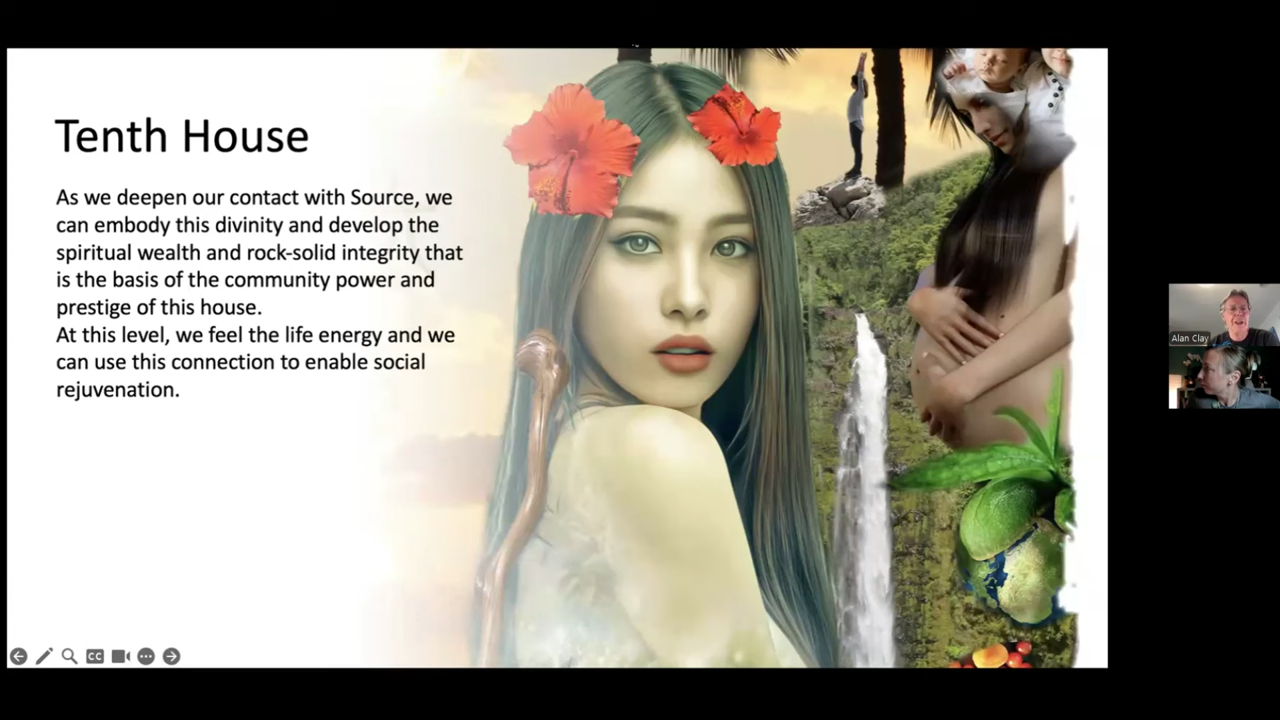 Tenth House
As we deepen our contact with Source, we
can embody this divinity and develop the
spiritual wealth and rock-solid integrity that
is the basis of the community power and
prestige of this house.
At this level, we feel the life energy and we
can use this connection to enable social
rejuvenation.
Alan Clay
CC